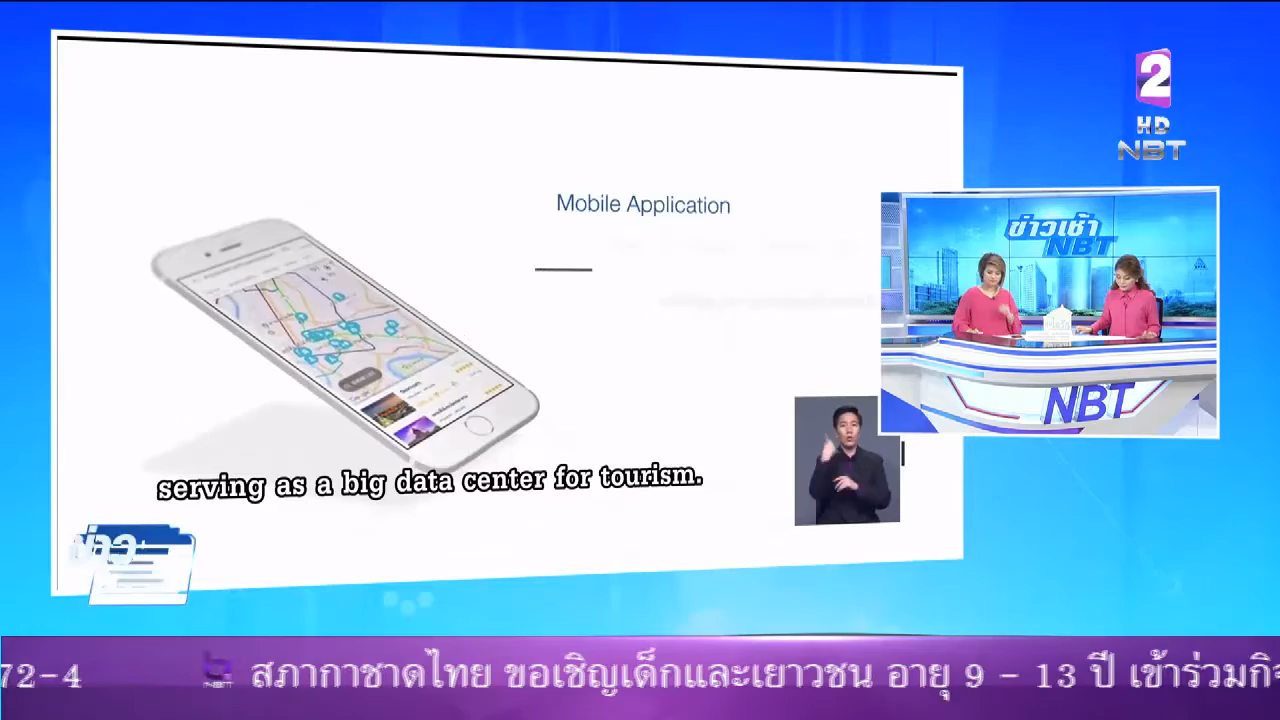 2
HD
NBT
Mobile Application
ข่าวเช้า
NBT
NBT
serving as a big data center for tourism.
ข่าว
72-4
สภากาชาดไทย ขอเชิญเด็กและเยาวชน อายุ 9 - 13 ปี เข้าร่วมกิจ